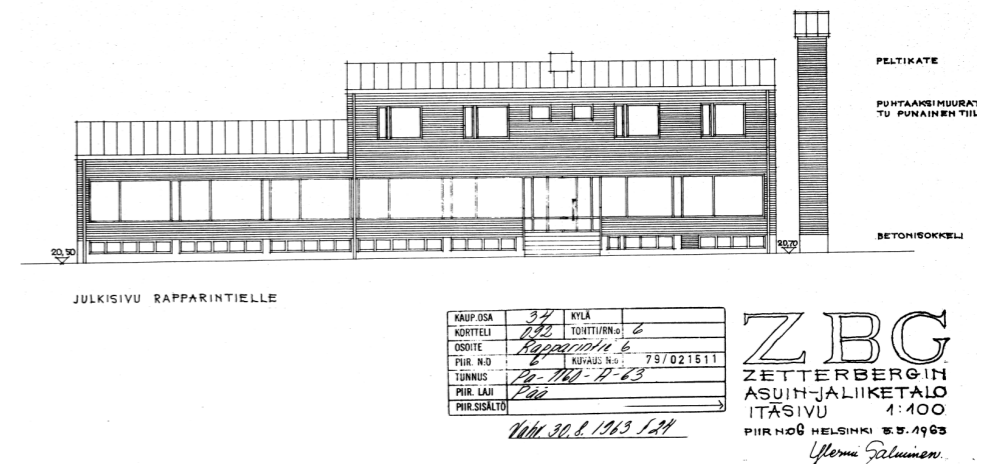 PELTIKATE
PUHTAAKSIMUURAT
TU PUNAINEN TIIL
BETONISOKKELI
20.50
20.70
JULKISIVU RAPPARINTIELLE
KAUP.OSA 34 KYLÄ
KORTTELI 092 TONTTI/RN:o 6
OSOITE Rapparintie 6
PIIR. N:O 6 KUVAUS N:o 79/021511
TUNNUS Pa-1160-A-63
PIIR. LAJI Pää
PIIR.SISÄLTÖ
Vahv. 30.8.1963 § 24
ZBG
ZETTERBERGIN
ASUIN-JALIIKETALO
ITÄSIVU 1:100
PIIR N:O6 HELSINKI 3.5.1963